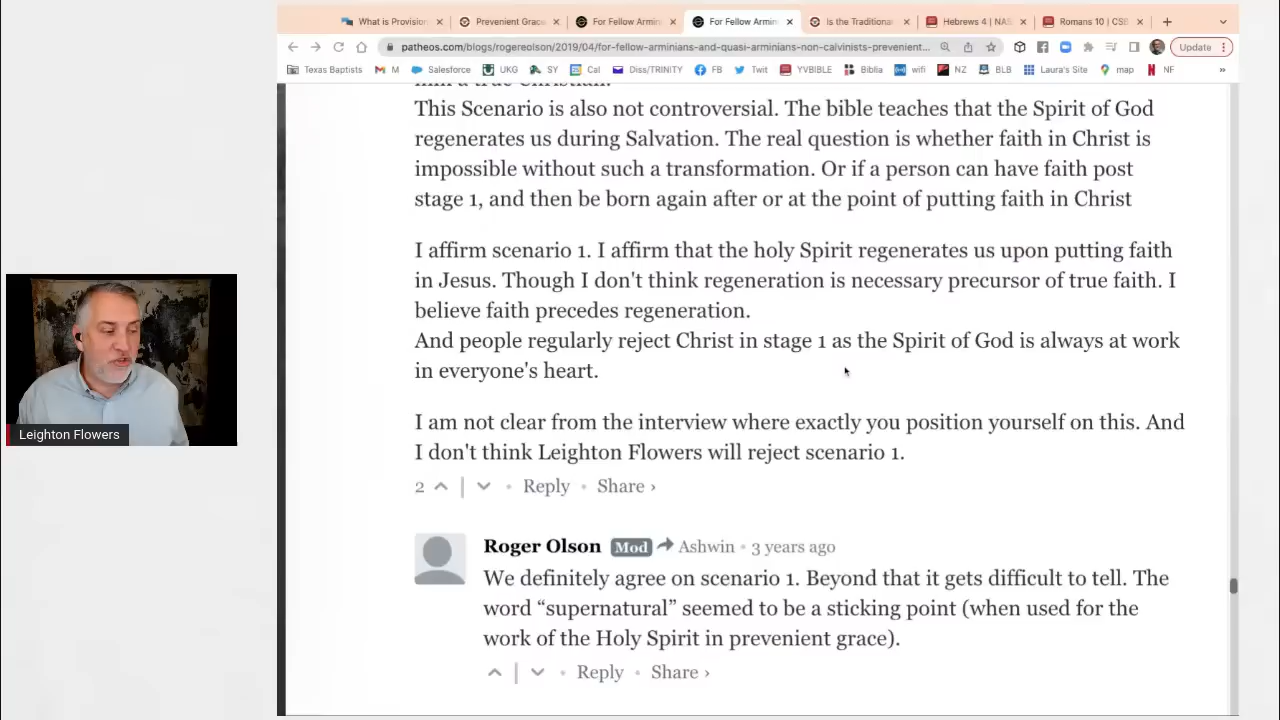 What is Provision
Prevenient Grace
For Fellow Armin
For Fellow Armin
Is the Traditiona
Hebrews 4 | NAS
Romans 10 | CSB
patheos.com/blogs/rogereolson/2019/04/for-fellow-arminians-and-quasi-arminians-non-calvinists-prevenient...
Update
Texas Baptists
M
Salesforce
UKG
SY
Cal
Diss/TRINITY
FB
Twit
YVBIBLE
Biblia
wifi
NZ
BLB
Laura's Site
map
NF
»
him a true Christian.
This Scenario is also not controversial. The bible teaches that the Spirit of God
regenerates us during Salvation. The real question is whether faith in Christ is
impossible without such a transformation. Or if a person can have faith post
stage 1, and then be born again after or at the point of putting faith in Christ
I affirm scenario 1. I affirm that the holy Spirit regenerates us upon putting faith
in Jesus. Though I don't think regeneration is necessary precursor of true faith. I
believe faith precedes regeneration.
And people regularly reject Christ in stage 1 as the Spirit of God is always at work
in everyone's heart.
I am not clear from the interview where exactly you position yourself on this. And
I don't think Leighton Flowers will reject scenario 1.
2 • Reply • Share ›
Roger Olson Mod Ashwin • 3 years ago
We definitely agree on scenario 1. Beyond that it gets difficult to tell. The
word “supernatural” seemed to be a sticking point (when used for the
work of the Holy Spirit in prevenient grace).
• Reply • Share ›
Leighton Flowers